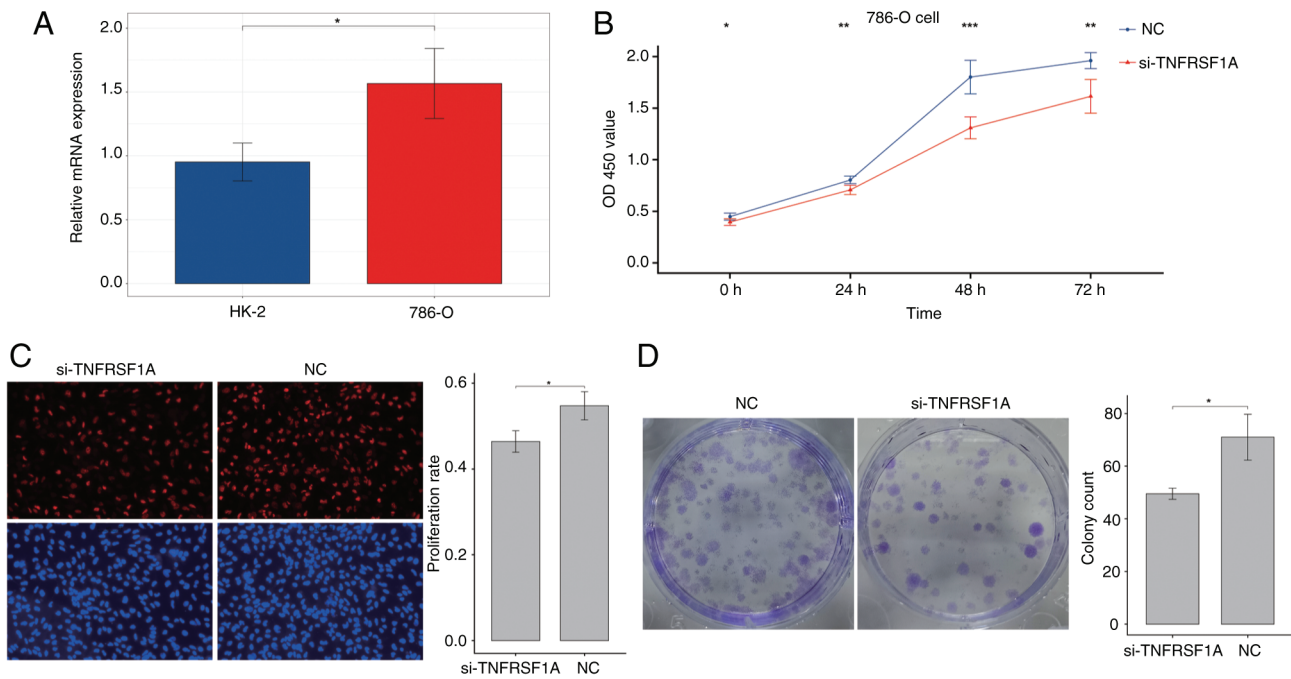 A
*
2.0
1.5
1.0
0.5
0.0
Relative mRNA expression
HK-2
786-O
B
786-O cell
*
**
***
**
NC
si-TNFRSF1A
2.0
1.5
1.0
0.5
0.0
OD 450 value
0 h
24 h
48 h
72 h
Time
C
si-TNFRSF1A
NC
*
0.6
0.4
0.2
0.0
Proliferation rate
si-TNFRSF1A
NC
D
NC
si-TNFRSF1A
*
80
60
40
20
0
Colony count
si-TNFRSF1A
NC